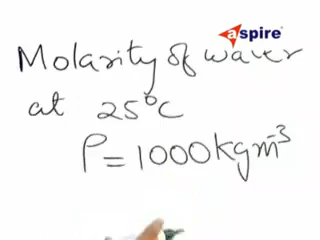 aspire
Molarity of water
at 25°C
ρ = 1000 kgm⁻³